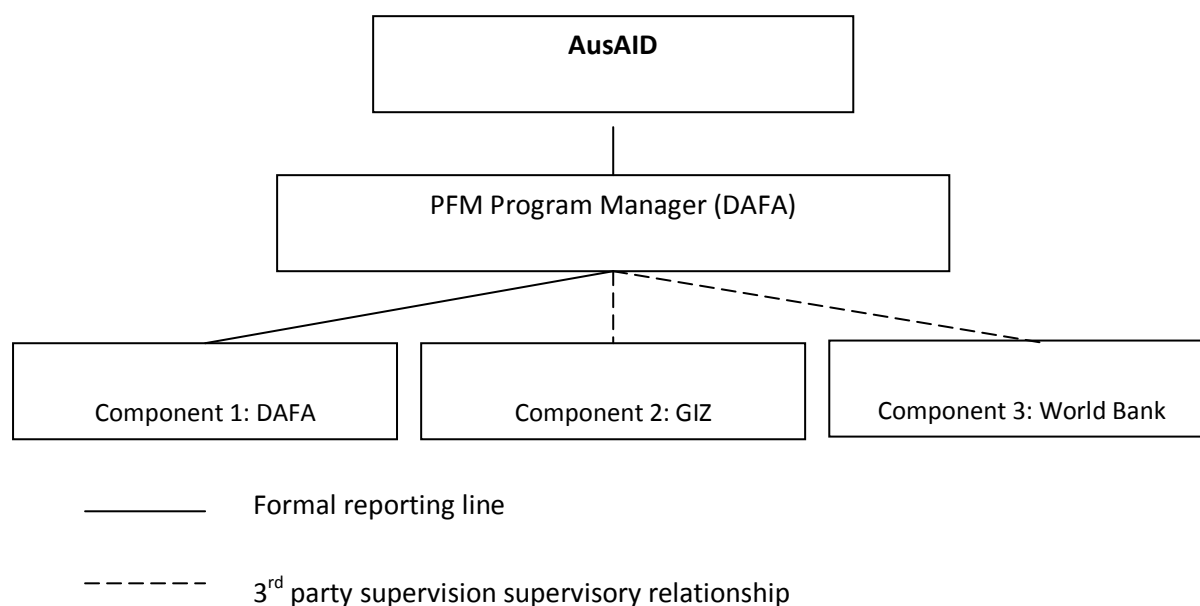 AusAID
PFM Program Manager (DAFA)
Component 1: DAFA
Component 2: GIZ
Component 3: World Bank
Formal reporting line
3rd party supervision supervisory relationship